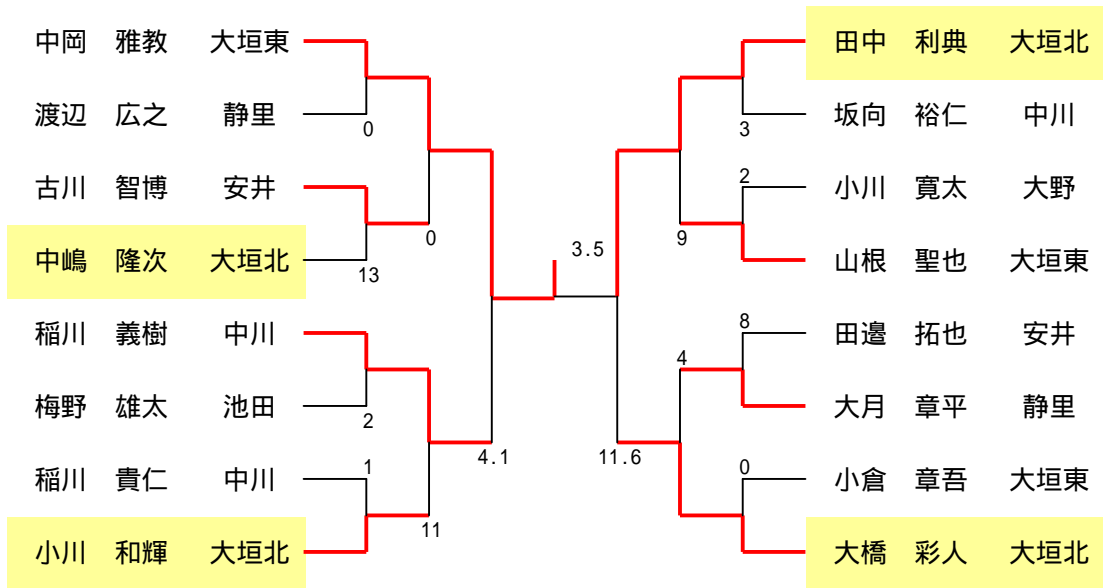 中岡 雅教 大垣東
渡辺 広之 静里
0
古川 智博 安井
0
中嶋 隆次 大垣北
13
稲川 義樹 中川
梅野 雄太 池田
2
稲川 貴仁 中川
1
4.1
11
小川 和輝 大垣北
3.5
田中 利典 大垣北
坂向 裕仁 中川
3
小川 寛太 大野
2
9
山根 聖也 大垣東
田邉 拓也 安井
8
4
大月 章平 静里
11.6
小倉 章吾 大垣東
0
大橋 彩人 大垣北